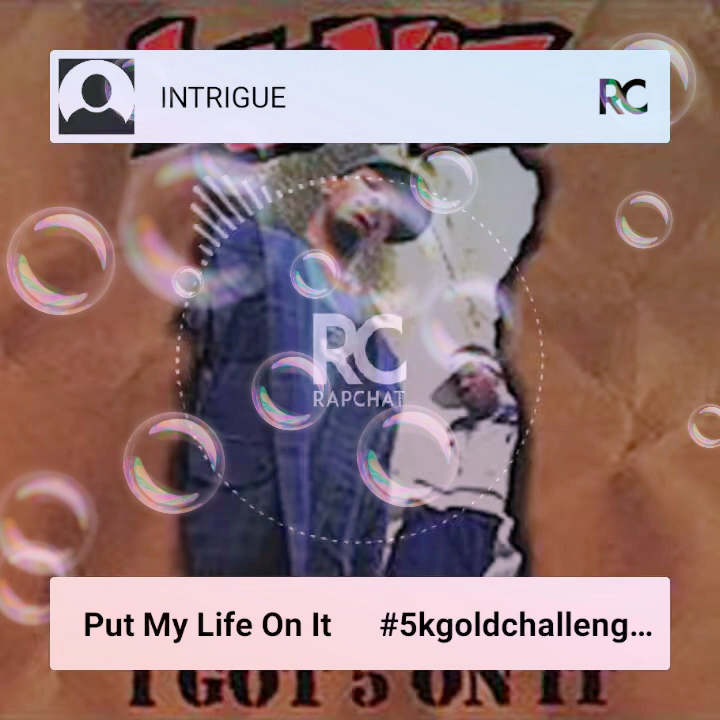 INTRIGUE
RC
RC
RAPCHAT
Put My Life On It #5kgoldchalleng...
I GOT 5 ON IT